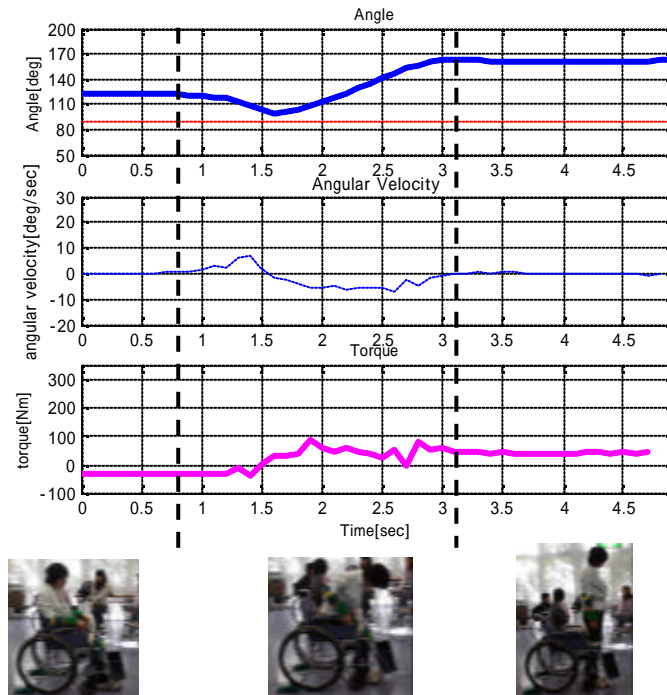 Angle
200
170
140
110
90
50
Angle[deg]
0 0.5 1 1.5 2 2.5 3 3.5 4 4.5
Angular Velocity
30
20
10
0
-10
-20
angular velocity[deg/sec]
0 0.5 1 1.5 2 2.5 3 3.5 4 4.5
Torque
300
200
100
0
-100
torque[Nm]
0 0.5 1 1.5 2 2.5 3 3.5 4 4.5
Time[sec]